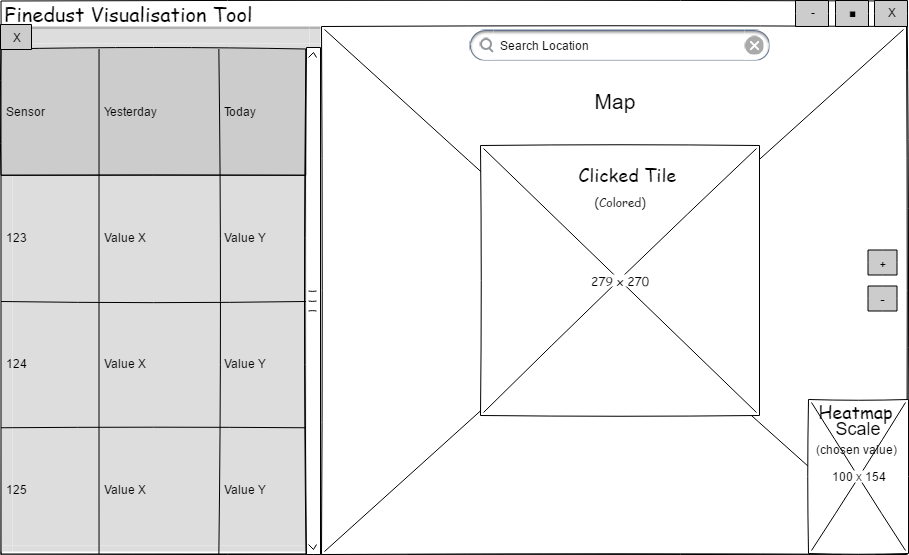 Finedust Visualisation Tool
- ■ X
X
Sensor Yesterday Today
123 Value X Value Y
124 Value X Value Y
125 Value X Value Y
Search Location
Map
Clicked Tile
(Colored)
279 x 270
+
-
Heatmap
Scale
(chosen value)
100 x 154